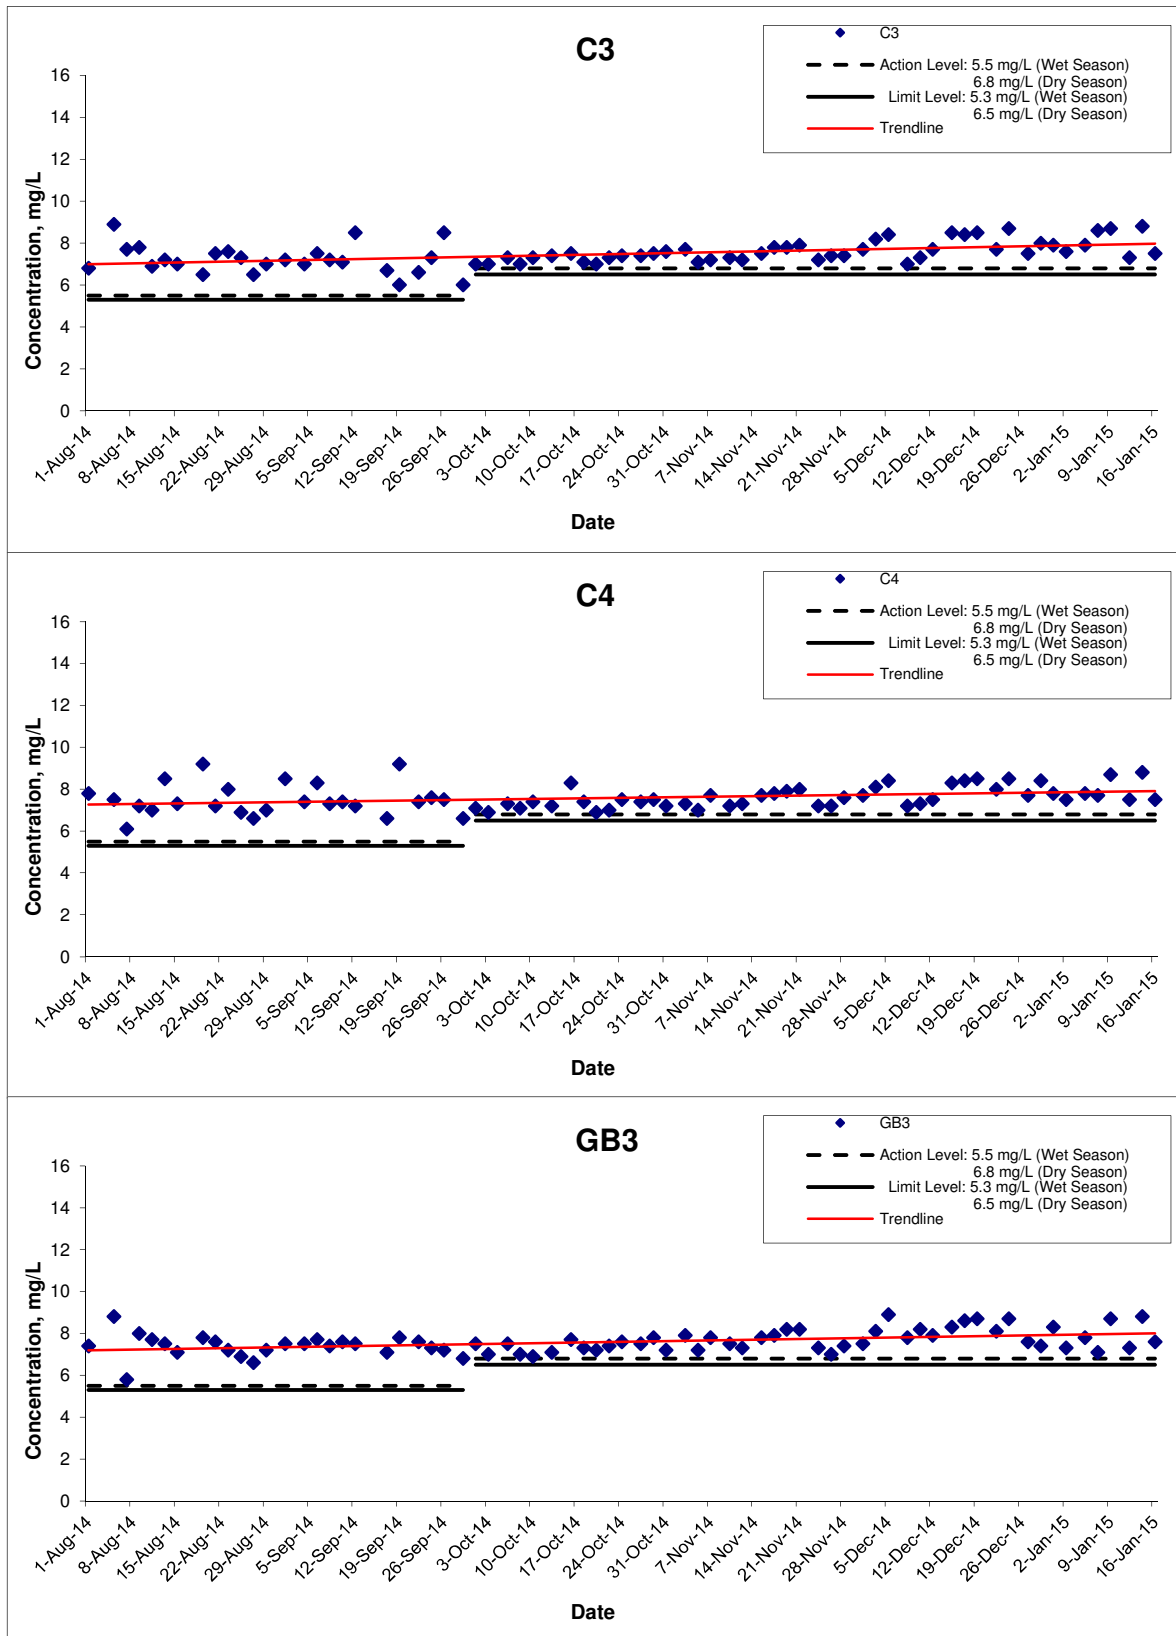 C3
C3
Action Level: 5.5 mg/L (Wet Season)
6.8 mg/L (Dry Season)
Limit Level: 5.3 mg/L (Wet Season)
6.5 mg/L (Dry Season)
Trendline
Concentration, mg/L
16
14
12
10
8
6
4
2
0
1-Aug-14
8-Aug-14
15-Aug-14
22-Aug-14
29-Aug-14
5-Sep-14
12-Sep-14
19-Sep-14
26-Sep-14
3-Oct-14
10-Oct-14
17-Oct-14
24-Oct-14
31-Oct-14
7-Nov-14
14-Nov-14
21-Nov-14
28-Nov-14
5-Dec-14
12-Dec-14
19-Dec-14
26-Dec-14
2-Jan-15
9-Jan-15
16-Jan-15
Date
C4
C4
Action Level: 5.5 mg/L (Wet Season)
6.8 mg/L (Dry Season)
Limit Level: 5.3 mg/L (Wet Season)
6.5 mg/L (Dry Season)
Trendline
Concentration, mg/L
16
14
12
10
8
6
4
2
0
1-Aug-14
8-Aug-14
15-Aug-14
22-Aug-14
29-Aug-14
5-Sep-14
12-Sep-14
19-Sep-14
26-Sep-14
3-Oct-14
10-Oct-14
17-Oct-14
24-Oct-14
31-Oct-14
7-Nov-14
14-Nov-14
21-Nov-14
28-Nov-14
5-Dec-14
12-Dec-14
19-Dec-14
26-Dec-14
2-Jan-15
9-Jan-15
16-Jan-15
Date
GB3
GB3
Action Level: 5.5 mg/L (Wet Season)
6.8 mg/L (Dry Season)
Limit Level: 5.3 mg/L (Wet Season)
6.5 mg/L (Dry Season)
Trendline
Concentration, mg/L
16
14
12
10
8
6
4
2
0
1-Aug-14
8-Aug-14
15-Aug-14
22-Aug-14
29-Aug-14
5-Sep-14
12-Sep-14
19-Sep-14
26-Sep-14
3-Oct-14
10-Oct-14
17-Oct-14
24-Oct-14
31-Oct-14
7-Nov-14
14-Nov-14
21-Nov-14
28-Nov-14
5-Dec-14
12-Dec-14
19-Dec-14
26-Dec-14
2-Jan-15
9-Jan-15
16-Jan-15
Date